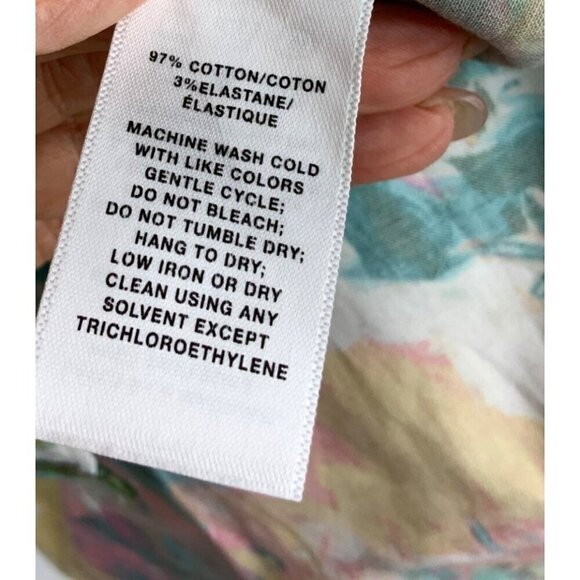 97% COTTON/COTON
3%ELASTANE/
ÉLASTIQUE
MACHINE WASH COLD
WITH LIKE COLORS
GENTLE CYCLE;
DO NOT BLEACH;
DO NOT TUMBLE DRY;
HANG TO DRY;
LOW IRON OR DRY
CLEAN USING ANY
SOLVENT EXCEPT
TRICHLOROETHYLENE